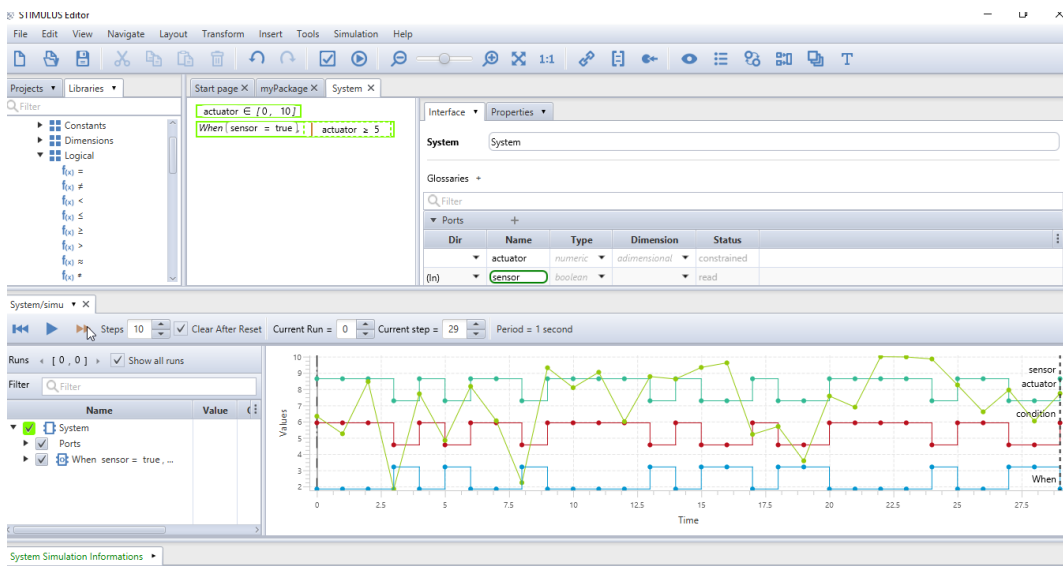 STIMULUS Editor
File Edit View Navigate Layout Transform Insert Tools Simulation Help
1:1 T
Projects Libraries Start page myPackage System
Filter
Constants
Dimensions
Logical
f(x) =
f(x) ≠
f(x) <
f(x) ≤
f(x) ≥
f(x) >
f(x) ≈
actuator ∈ [0, 10]
When sensor = true, actuator ≥ 5
Interface Properties
System System
Glossaries +
Filter
Ports +
Dir Name Type Dimension Status
actuator numeric adimensional constrained
(In) sensor boolean read
System/simu
Steps 10 Clear After Reset Current Run = 0 Current step = 29 Period = 1 second
Runs [ 0 , 0 ] Show all runs
Filter Filter
Name Value (
System
Ports
When sensor = true, ...
Values
10
9
8
7
6
5
4
3
2
sensor
actuator
condition
When
0 2.5 5 7.5 10 12.5 15 17.5 20 22.5 25 27.5
Time
System Simulation Informations